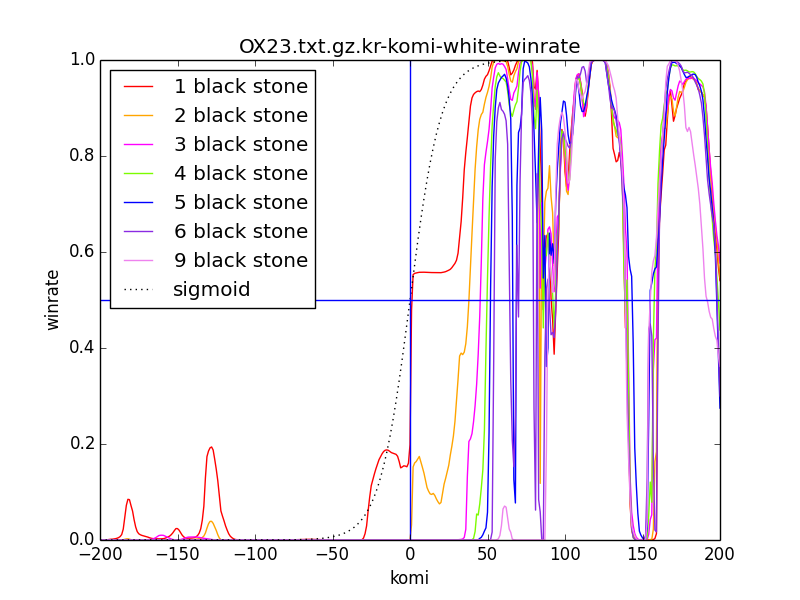 OX23.txt.gz.kr-komi-white-winrate
1.0
0.8
0.6
0.4
0.2
0.0
winrate
1 black stone
2 black stone
3 black stone
4 black stone
5 black stone
6 black stone
9 black stone
sigmoid
−200 −150 −100 −50 0 50 100 150 200
komi